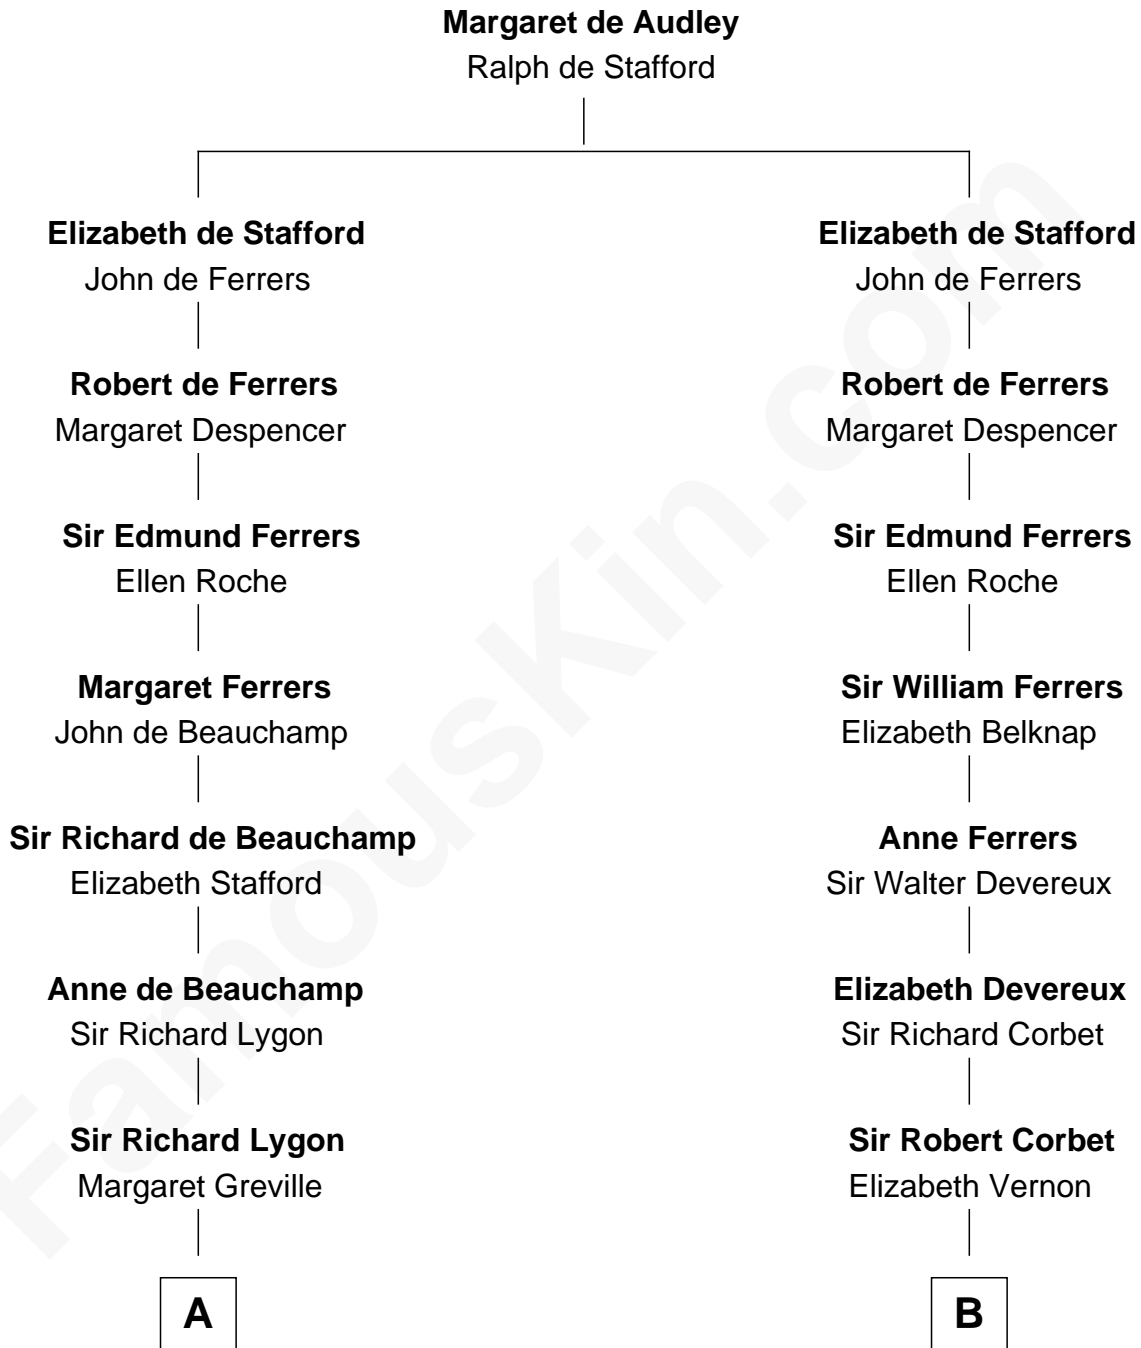 Margaret de Audley
Ralph de Stafford
Elizabeth de Stafford
John de Ferrers
Robert de Ferrers
Margaret Despencer
Sir Edmund Ferrers
Ellen Roche
Margaret Ferrers
John de Beauchamp
Sir Richard de Beauchamp
Elizabeth Stafford
Anne de Beauchamp
Sir Richard Lygon
Sir Richard Lygon
Margaret Greville
A
Elizabeth de Stafford
John de Ferrers
Robert de Ferrers
Margaret Despencer
Sir Edmund Ferrers
Ellen Roche
Sir William Ferrers
Elizabeth Belknap
Anne Ferrers
Sir Walter Devereux
Elizabeth Devereux
Sir Richard Corbet
Sir Robert Corbet
Elizabeth Vernon
B
FamousKin.com